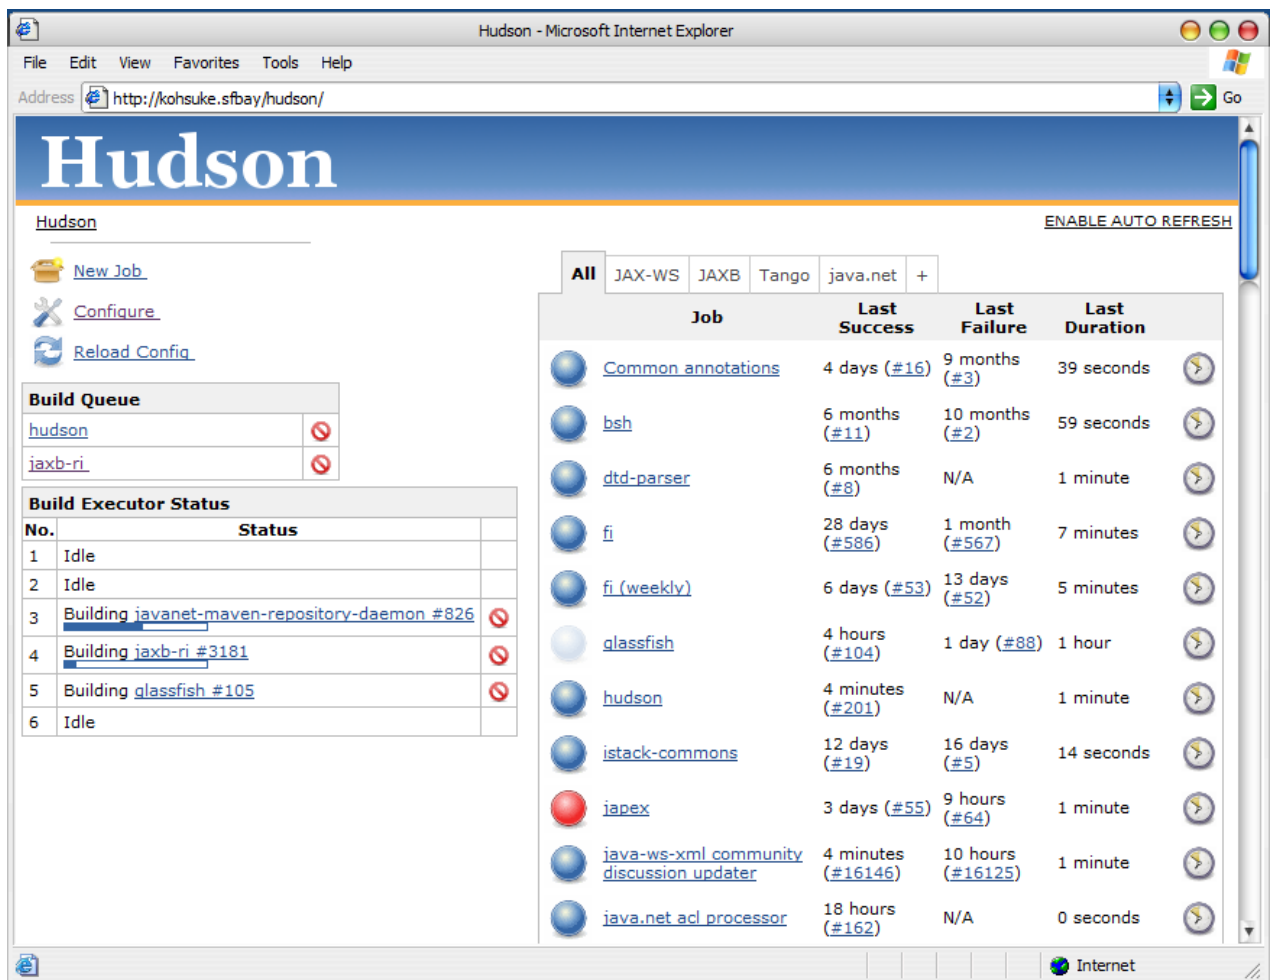 Hudson - Microsoft Internet Explorer
File Edit View Favorites Tools Help
Address http://kohsuke.sfbay/hudson/ Go
Hudson
Hudson
ENABLE AUTO REFRESH
New Job
Configure
Reload Config
Build Queue
hudson
jaxb-ri
Build Executor Status
No. Status
1 Idle
2 Idle
3 Building javanet-maven-repository-daemon #826
4 Building jaxb-ri #3181
5 Building glassfish #105
6 Idle
All JAX-WS JAXB Tango java.net +
Job Last Success Last Failure Last Duration
Common annotations 4 days (#16) 9 months (#3) 39 seconds
bsh 6 months (#11) 10 months (#2) 59 seconds
dtd-parser 6 months (#8) N/A 1 minute
fi 28 days (#586) 1 month (#567) 7 minutes
fi (weekly) 6 days (#53) 13 days (#52) 5 minutes
glassfish 4 hours (#104) 1 day (#88) 1 hour
hudson 4 minutes (#201) N/A 1 minute
istack-commons 12 days (#19) 16 days (#5) 14 seconds
japex 3 days (#55) 9 hours (#64) 1 minute
java-ws-xml community discussion updater 4 minutes (#16146) 10 hours (#16125) 1 minute
java.net acl processor 18 hours (#162) N/A 0 seconds
Internet